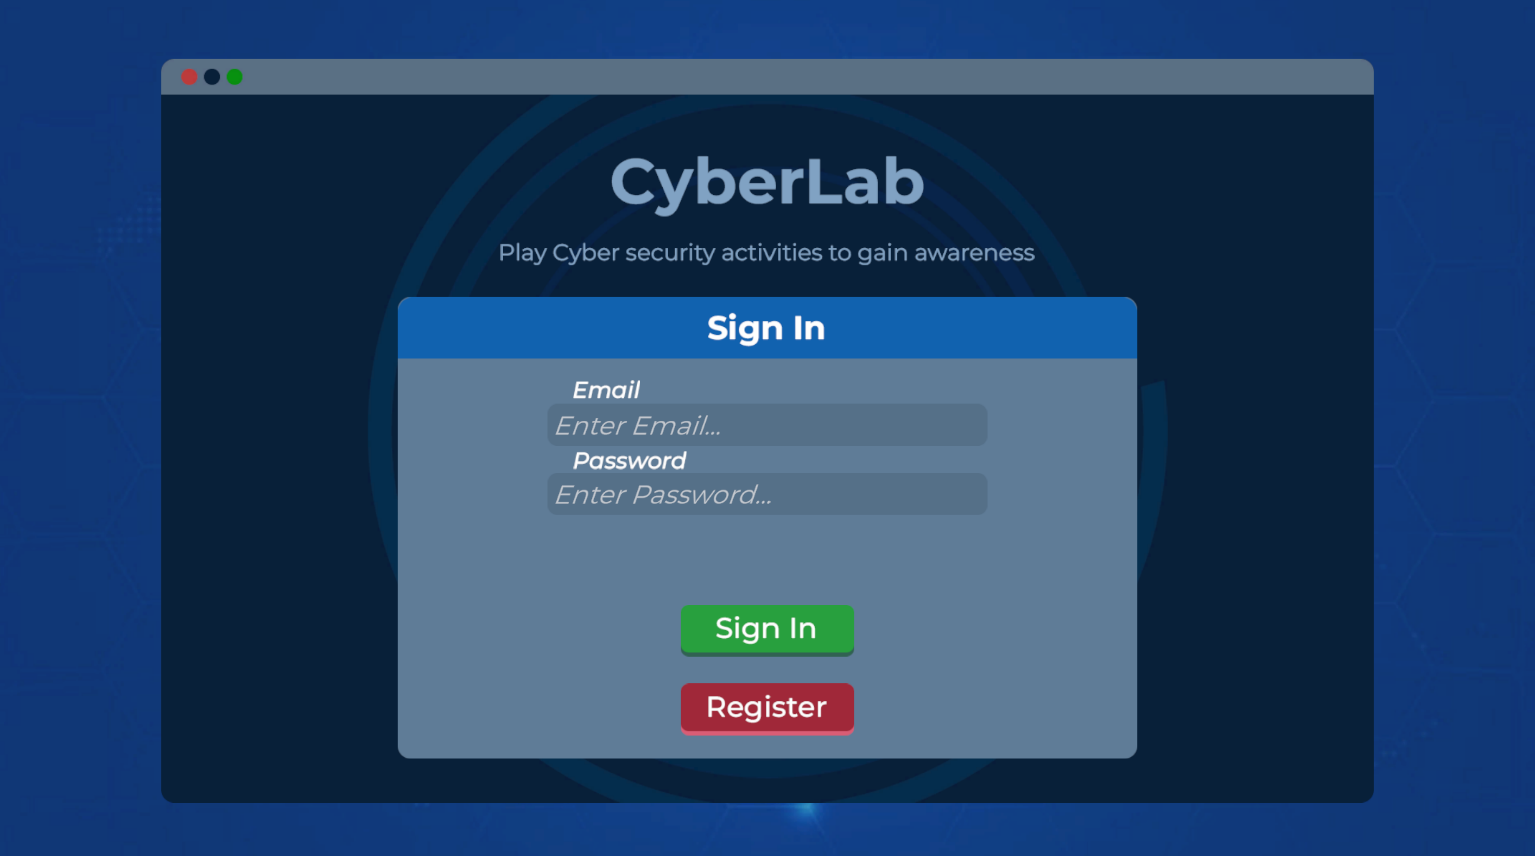 CyberLab
Play Cyber security activities to gain awareness
Sign In
Email
Enter Email...
Password
Enter Password...
Sign In
Register